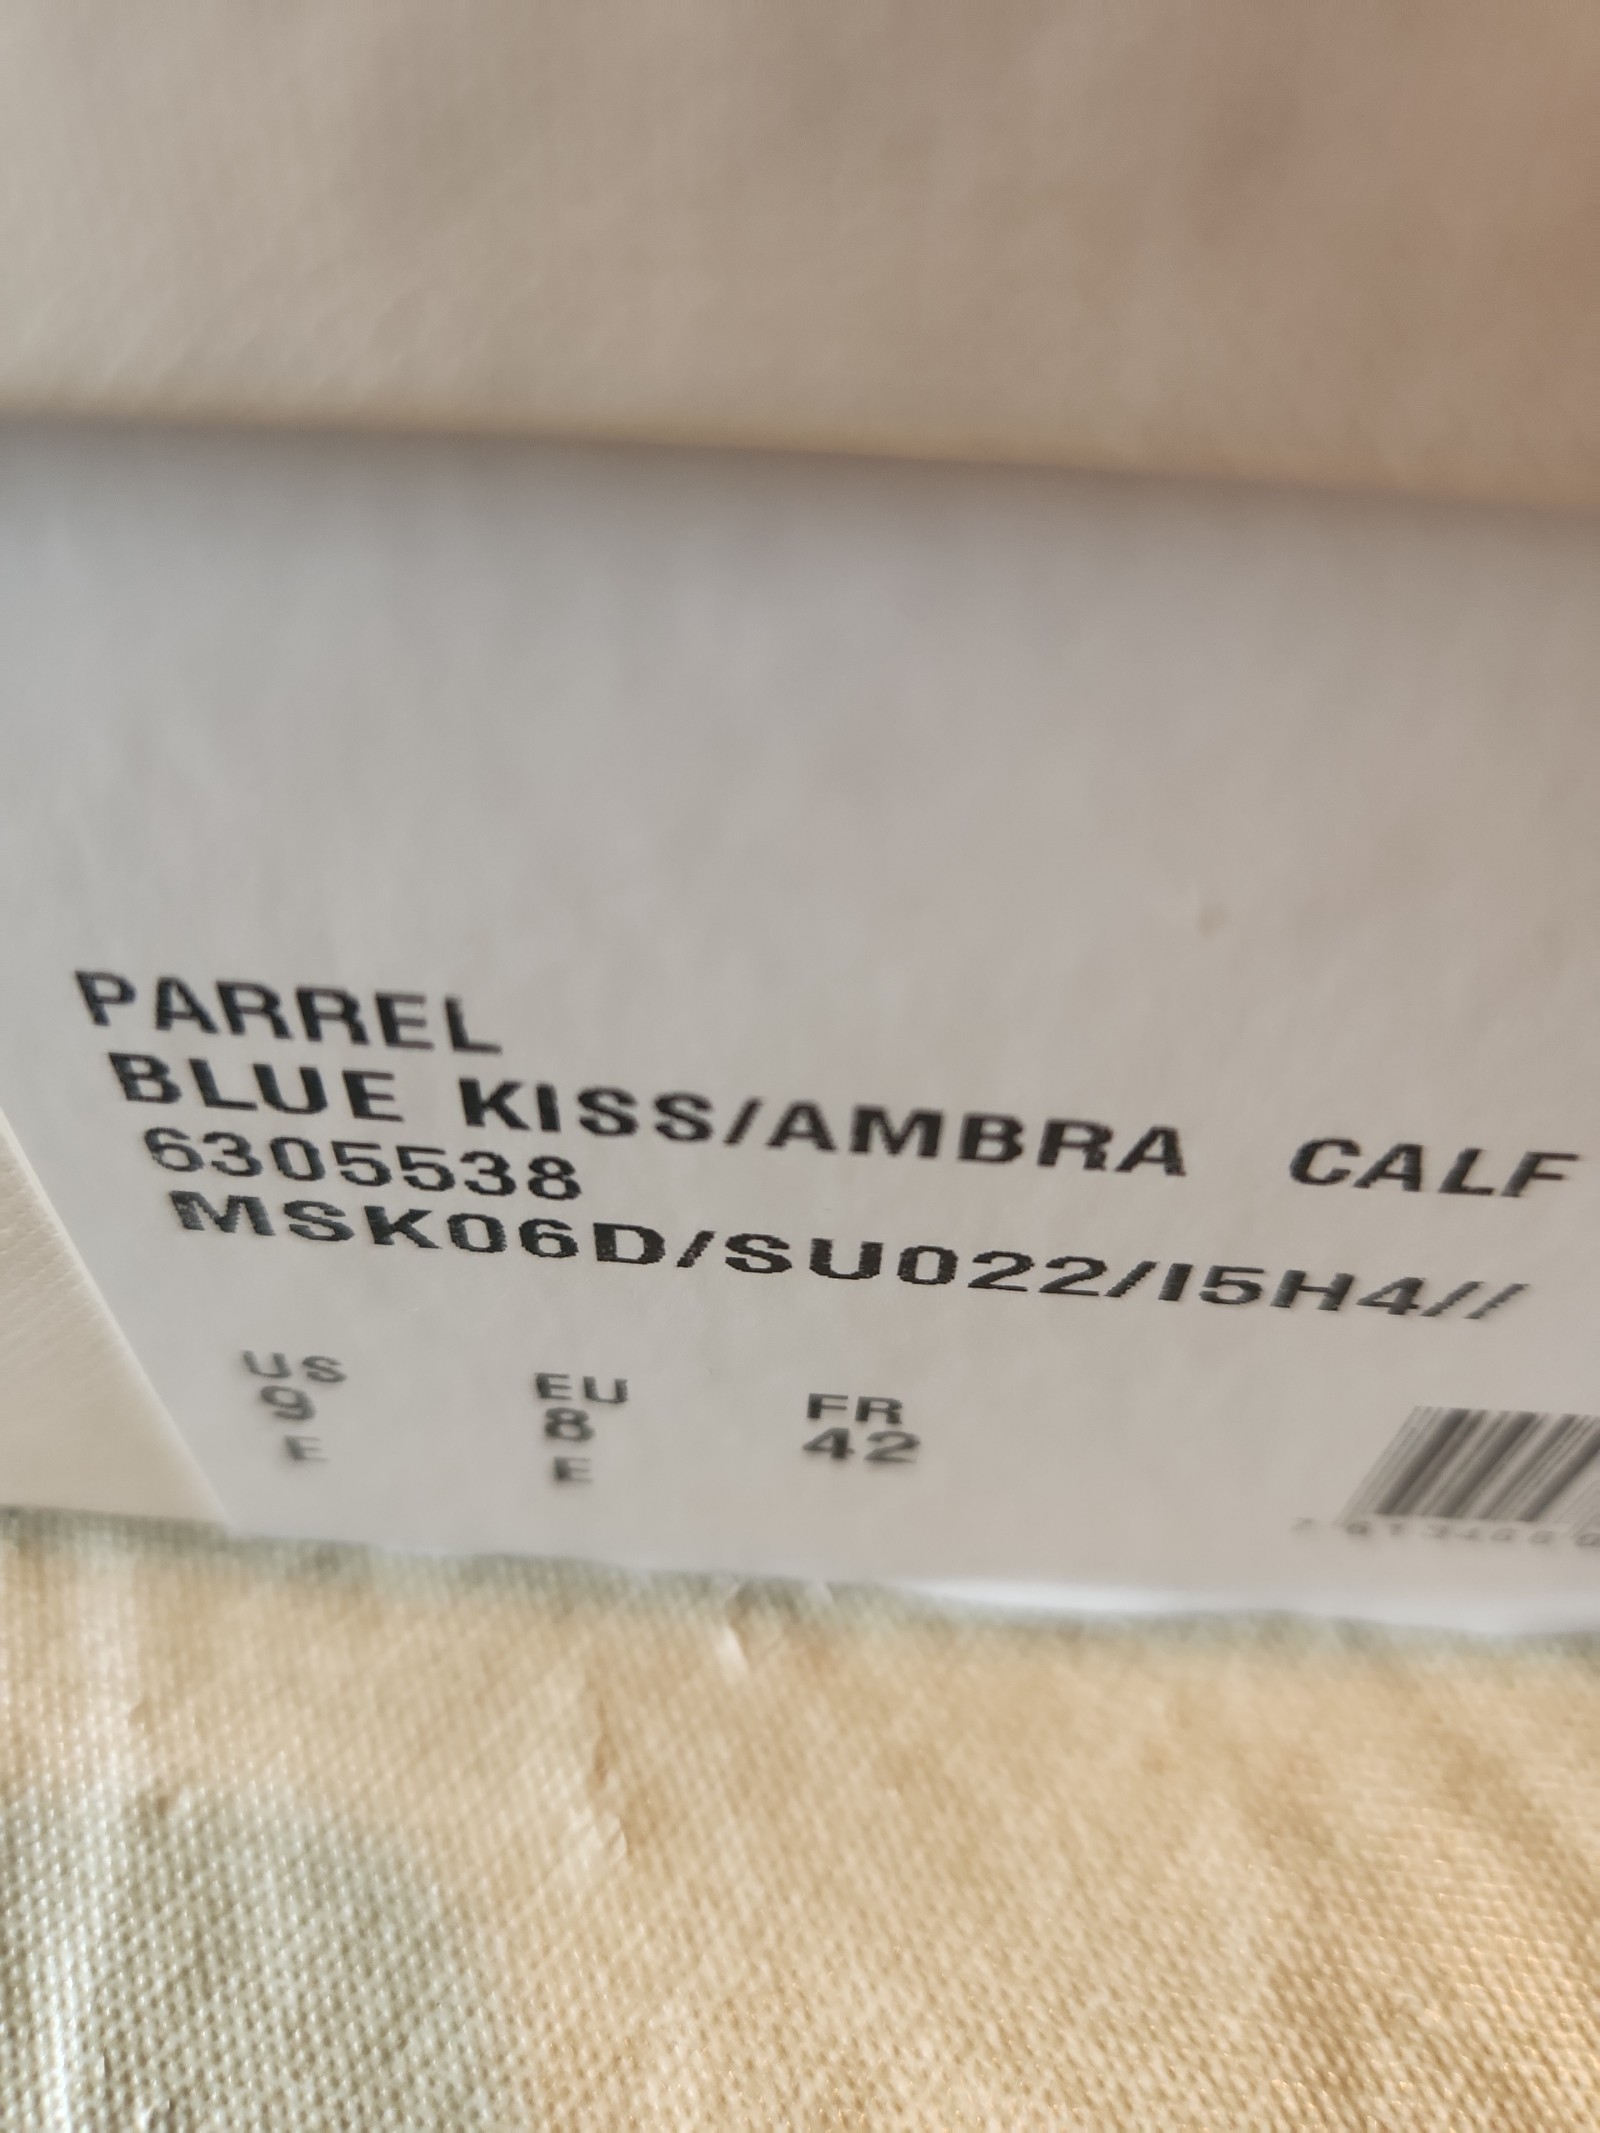 PARREL
BLUE KISS/AMBRA CALF
6305538
MSK06D/SU022/I5H4//
US EU FR
9 8 42
E E